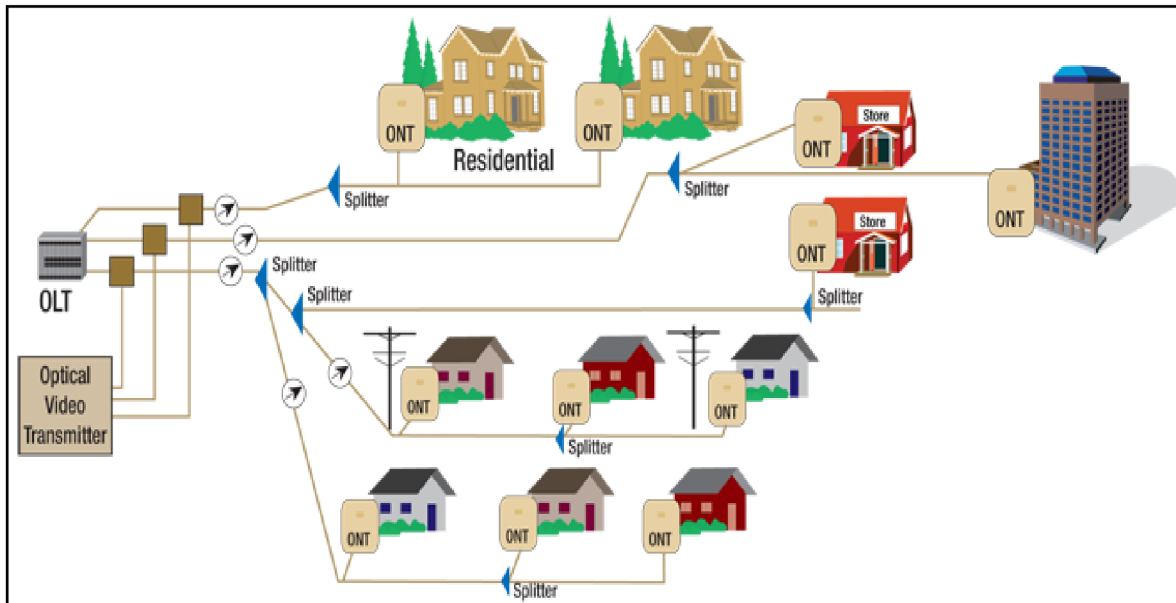 ONT
ONT
Residential
Splitter
Splitter
Store
ONT
ONT
Store
ONT
OLT
Splitter
Splitter
Splitter
Optical
Video
Transmitter
ONT
ONT
ONT
Splitter
ONT
ONT
ONT
Splitter